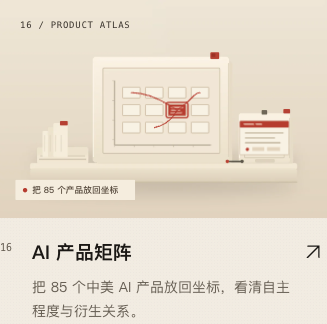 16 / PRODUCT ATLAS
把 85 个产品放回坐标
16
AI 产品矩阵
把 85 个中美 AI 产品放回坐标，看清自主
程度与衍生关系。